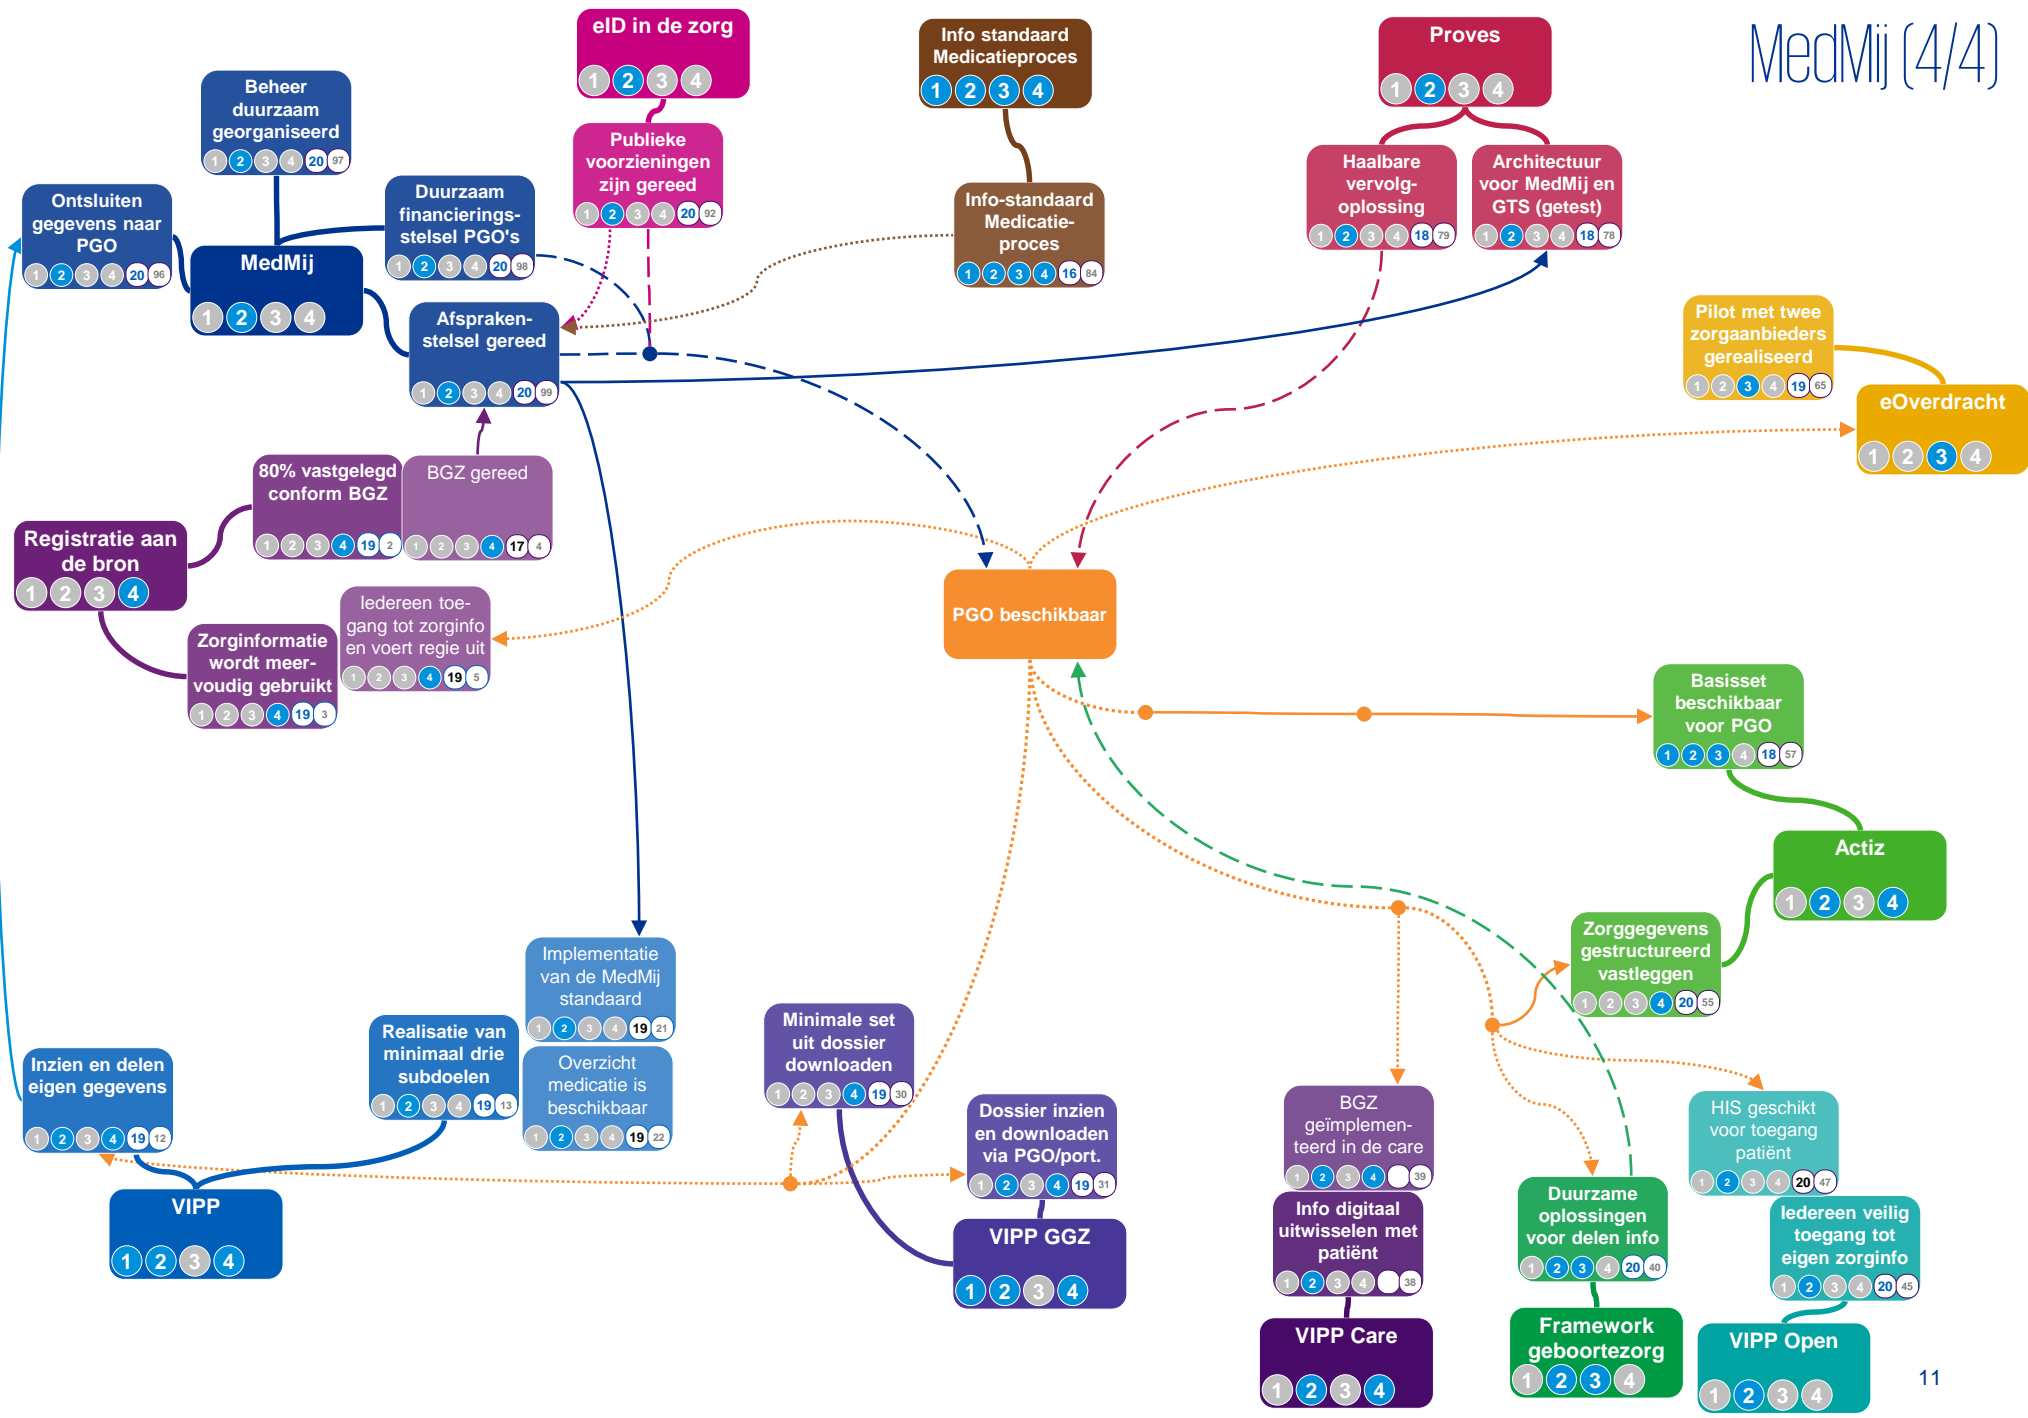 MedMij (4/4)
eID in de zorg
1 2 3 4
Info standaard
Medicatieproces
1 2 3 4
Proves
1 2 3 4
Beheer
duurzaam
georganiseerd
1 2 3 4 20 97
Publieke
voorzieningen
zijn gereed
1 2 3 4 20 92
Haalbare
vervolg-
oplossing
1 2 3 4 18 79
Architectuur
voor MedMij en
GTS (getest)
1 2 3 4 18 78
Ontsluiten
gegevens naar
PGO
1 2 3 4 20 96
Duurzaam
financierings-
stelsel PGO's
1 2 3 4 20 98
Info-standaard
Medicatie-
proces
1 2 3 4 16 84
MedMij
1 2 3 4
Afspraken-
stelsel gereed
1 2 3 4 20 99
Pilot met twee
zorgaanbieders
gerealiseerd
1 2 3 4 19 65
eOverdracht
1 2 3 4
80% vastgelegd
conform BGZ
1 2 3 4 19 2
BGZ gereed
1 2 3 4 17 4
Registratie aan
de bron
1 2 3 4
Iedereen toe-
gang tot zorginfo
en voert regie uit
1 2 3 4 19 5
PGO beschikbaar
Zorginformatie
wordt meer-
voudig gebruikt
1 2 3 4 19 3
Basisset
beschikbaar
voor PGO
1 2 3 4 18 57
Actiz
1 2 3 4
Zorggegevens
gestructureerd
vastleggen
1 2 3 4 20 55
Implementatie
van de MedMij
standaard
1 2 3 4 19 21
Inzien en delen
eigen gegevens
1 2 3 4 19 12
Realisatie van
minimaal drie
subdoelen
1 2 3 4 19 13
Overzicht
medicatie is
beschikbaar
1 2 3 4 19 22
Minimale set
uit dossier
downloaden
1 2 3 4 19 30
Dossier inzien
en downloaden
via PGO/port.
1 2 3 4 19 31
BGZ
geïmplemen-
teerd in de care
1 2 3 4 39
HIS geschikt
voor toegang
patiënt
1 2 3 4 20 47
VIPP
1 2 3 4
VIPP GGZ
1 2 3 4
Info digitaal
uitwisselen met
patiënt
1 2 3 4 38
Duurzame
oplossingen
voor delen info
1 2 3 4 20 40
Iedereen veilig
toegang tot
eigen zorginfo
1 2 3 4 20 45
VIPP Care
1 2 3 4
Framework
geboortezorg
1 2 3 4
VIPP Open
1 2 3 4
11